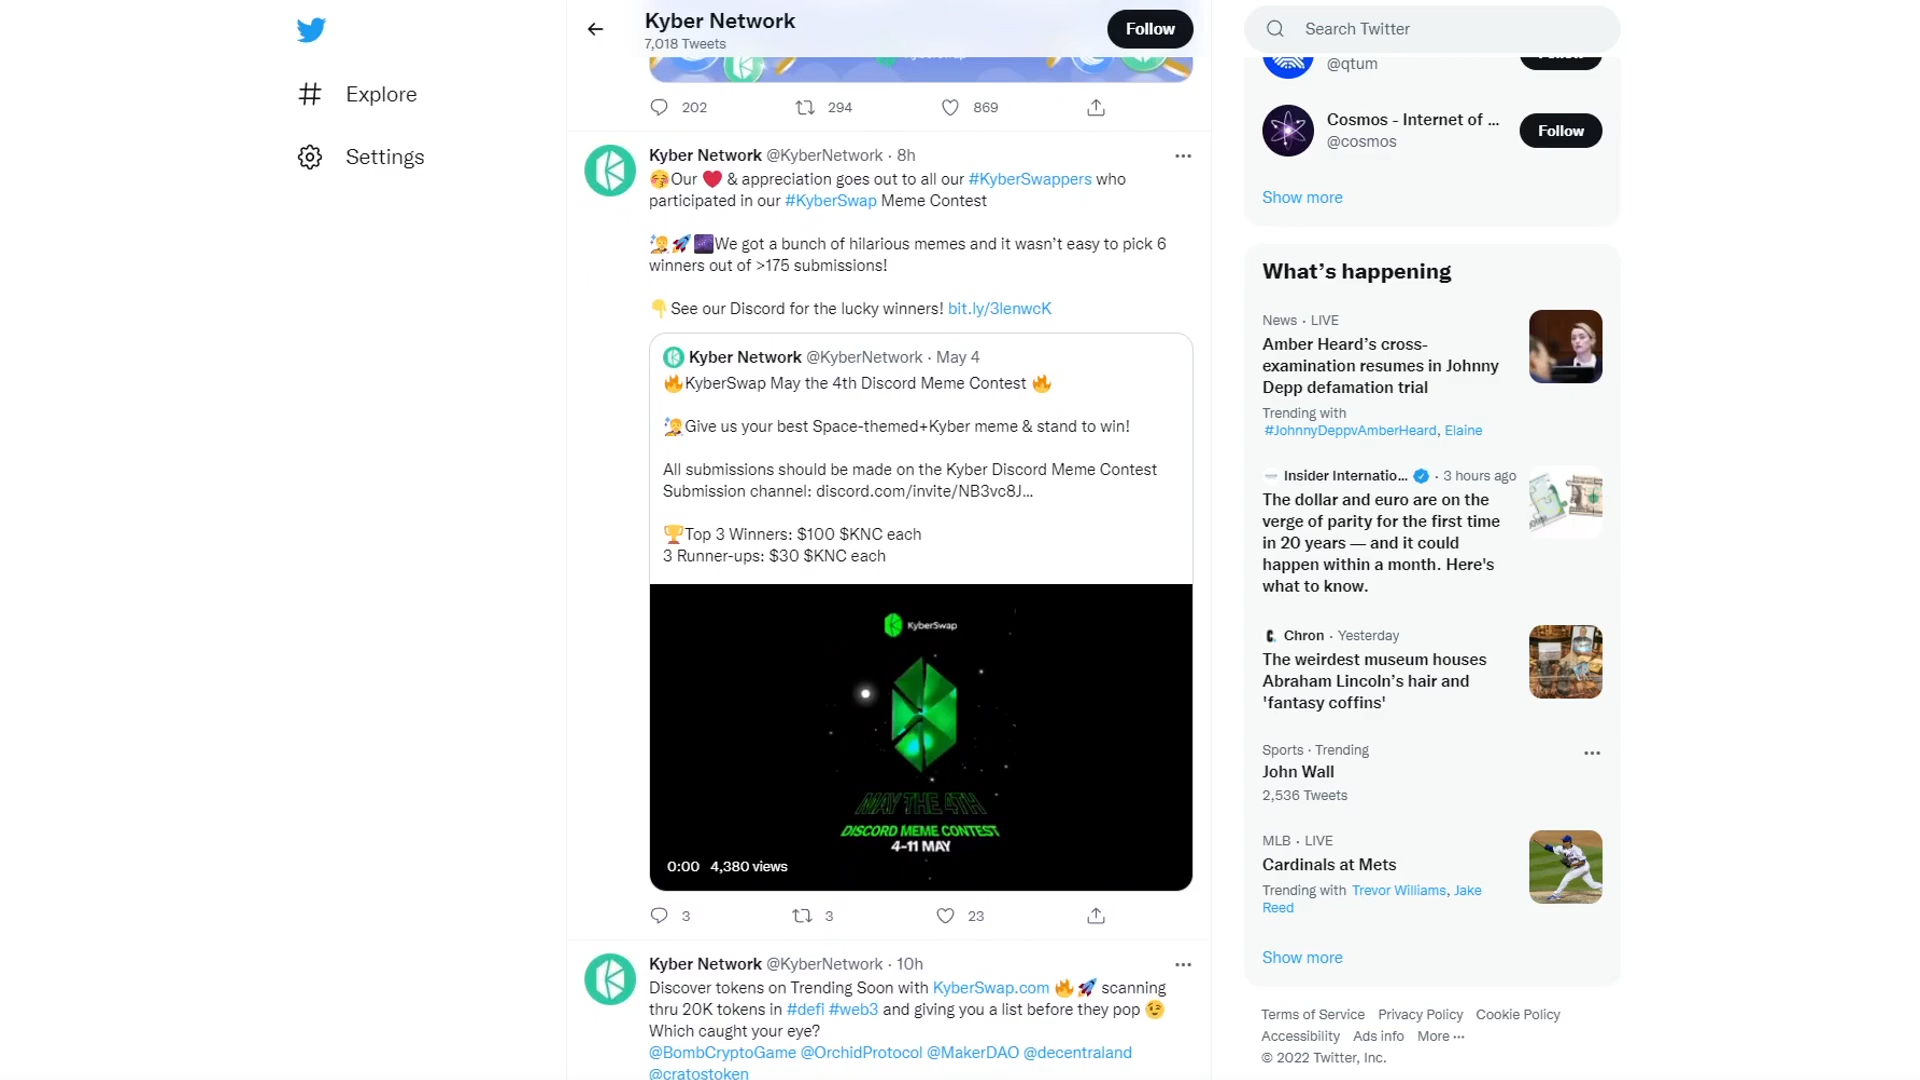 Explore
Settings
Kyber Network
7,018 Tweets
Follow
202 294 869
Kyber Network @KyberNetwork · 8h
Our & appreciation goes out to all our #KyberSwappers who
participated in our #KyberSwap Meme Contest
We got a bunch of hilarious memes and it wasn't easy to pick 6
winners out of >175 submissions!
See our Discord for the lucky winners! bit.ly/3lenwcK
Kyber Network @KyberNetwork · May 4
KyberSwap May the 4th Discord Meme Contest
Give us your best Space-themed+Kyber meme & stand to win!
All submissions should be made on the Kyber Discord Meme Contest
Submission channel: discord.com/invite/NB3vc8J...
Top 3 Winners: $100 $KNC each
3 Runner-ups: $30 $KNC each
KyberSwap
MAY THE 4TH
DISCORD MEME CONTEST
4-11 MAY
0:00 4,380 views
3 3 23
Kyber Network @KyberNetwork · 10h
Discover tokens on Trending Soon with KyberSwap.com scanning
thru 20K tokens in #defi #web3 and giving you a list before they pop
Which caught your eye?
@BombCryptoGame @OrchidProtocol @MakerDAO @decentraland
@cratostoken
Search Twitter
@qtum
Cosmos - Internet of ...
@cosmos
Follow
Show more
What's happening
News · LIVE
Amber Heard's cross-
examination resumes in Johnny
Depp defamation trial
Trending with
#JohnnyDeppvAmberHeard, Elaine
Insider Internatio... · 3 hours ago
The dollar and euro are on the
verge of parity for the first time
in 20 years — and it could
happen within a month. Here's
what to know.
Chron · Yesterday
The weirdest museum houses
Abraham Lincoln's hair and
'fantasy coffins'
Sports · Trending
John Wall
2,536 Tweets
MLB · LIVE
Cardinals at Mets
Trending with Trevor Williams, Jake
Reed
Show more
Terms of Service Privacy Policy Cookie Policy
Accessibility Ads info More ···
© 2022 Twitter, Inc.